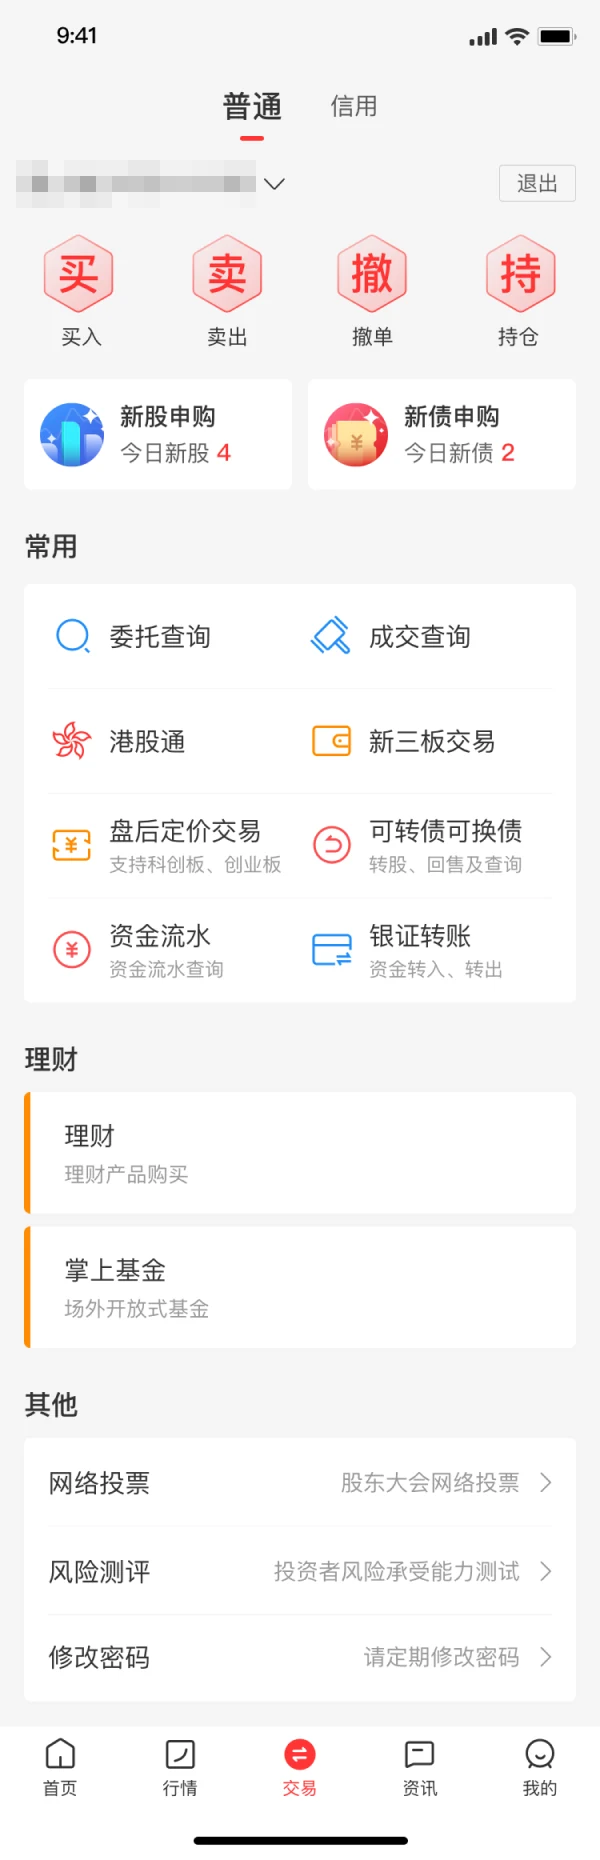 9:41
普通 信用
退出
买 卖 撤 持
买入 卖出 撤单 持仓
新股申购
今日新股 4
新债申购
今日新债 2
常用
委托查询 成交查询
港股通 新三板交易
盘后定价交易
支持科创板、创业板
可转债可换债
转股、回售及查询
资金流水
资金流水查询
银证转账
资金转入、转出
理财
理财
理财产品购买
掌上基金
场外开放式基金
其他
网络投票 股东大会网络投票
风险测评 投资者风险承受能力测试
修改密码 请定期修改密码
首页 行情 交易 资讯 我的